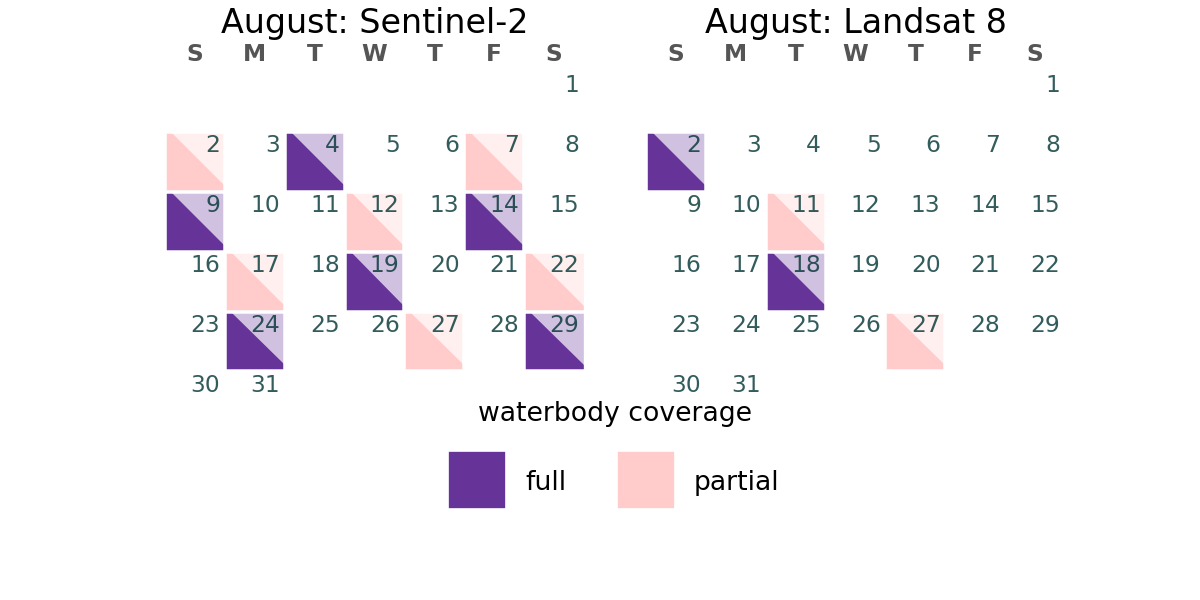 August: Sentinel-2
S M T W T F S
1
2 3 4 5 6 7 8
9 10 11 12 13 14 15
16 17 18 19 20 21 22
23 24 25 26 27 28 29
30 31
August: Landsat 8
S M T W T F S
1
2 3 4 5 6 7 8
9 10 11 12 13 14 15
16 17 18 19 20 21 22
23 24 25 26 27 28 29
30 31
waterbody coverage
full
partial